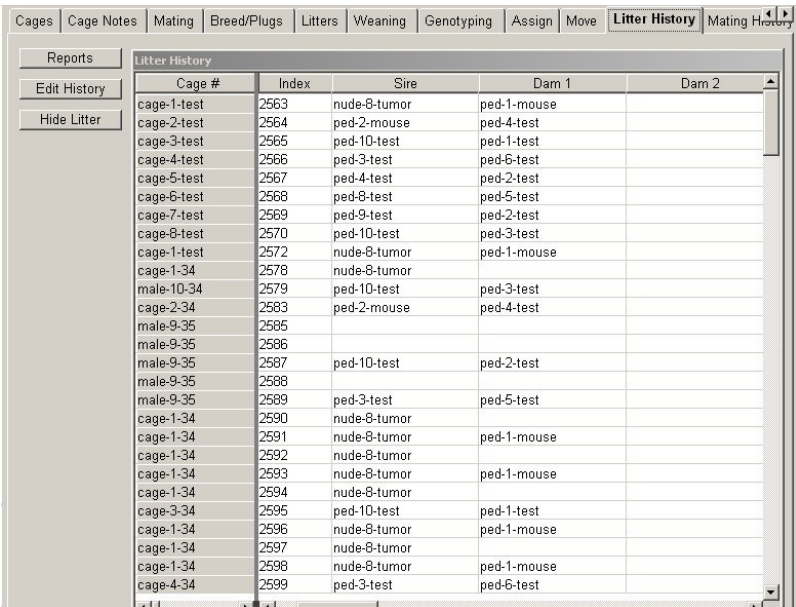 Cages Cage Notes Mating Breed/Plugs Litters Weaning Genotyping Assign Move Litter History Mating History
Reports
Edit History
Hide Litter
Litter History
Cage # Index Sire Dam 1 Dam 2
cage-1-test 2563 nude-8-tumor ped-1-mouse
cage-2-test 2564 ped-2-mouse ped-4-test
cage-3-test 2565 ped-10-test ped-1-test
cage-4-test 2566 ped-3-test ped-6-test
cage-5-test 2567 ped-4-test ped-2-test
cage-6-test 2568 ped-8-test ped-5-test
cage-7-test 2569 ped-9-test ped-2-test
cage-8-test 2570 ped-10-test ped-3-test
cage-1-test 2572 nude-8-tumor ped-1-mouse
cage-1-34 2578 nude-8-tumor
male-10-34 2579 ped-10-test ped-3-test
cage-2-34 2583 ped-2-mouse ped-4-test
male-9-35 2585
male-9-35 2586
male-9-35 2587 ped-10-test ped-2-test
male-9-35 2588
male-9-35 2589 ped-3-test ped-5-test
cage-1-34 2590 nude-8-tumor
cage-1-34 2591 nude-8-tumor ped-1-mouse
cage-1-34 2592 nude-8-tumor
cage-1-34 2593 nude-8-tumor ped-1-mouse
cage-1-34 2594 nude-8-tumor
cage-3-34 2595 ped-10-test ped-1-test
cage-1-34 2596 nude-8-tumor ped-1-mouse
cage-1-34 2597 nude-8-tumor
cage-1-34 2598 nude-8-tumor ped-1-mouse
cage-4-34 2599 ped-3-test ped-6-test